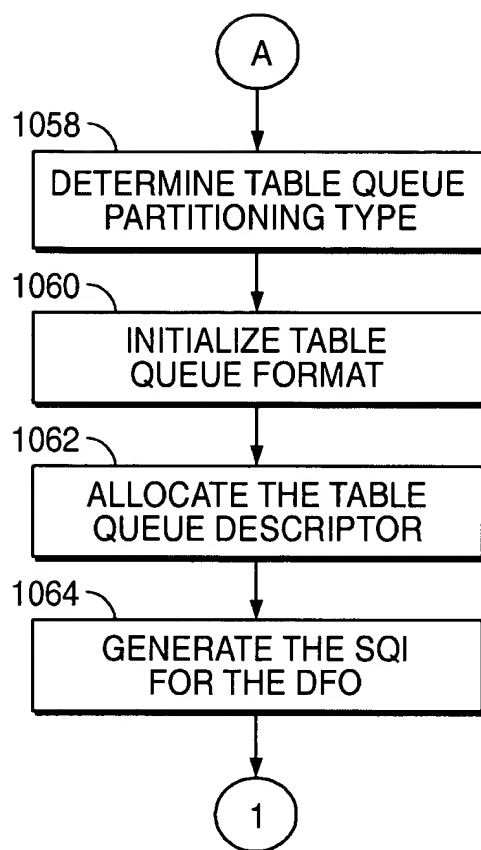 A
1058
DETERMINE TABLE QUEUE
PARTITIONING TYPE
1060
INITIALIZE TABLE
QUEUE FORMAT
1062
ALLOCATE THE TABLE
QUEUE DESCRIPTOR
1064
GENERATE THE SQI
FOR THE DFO
1